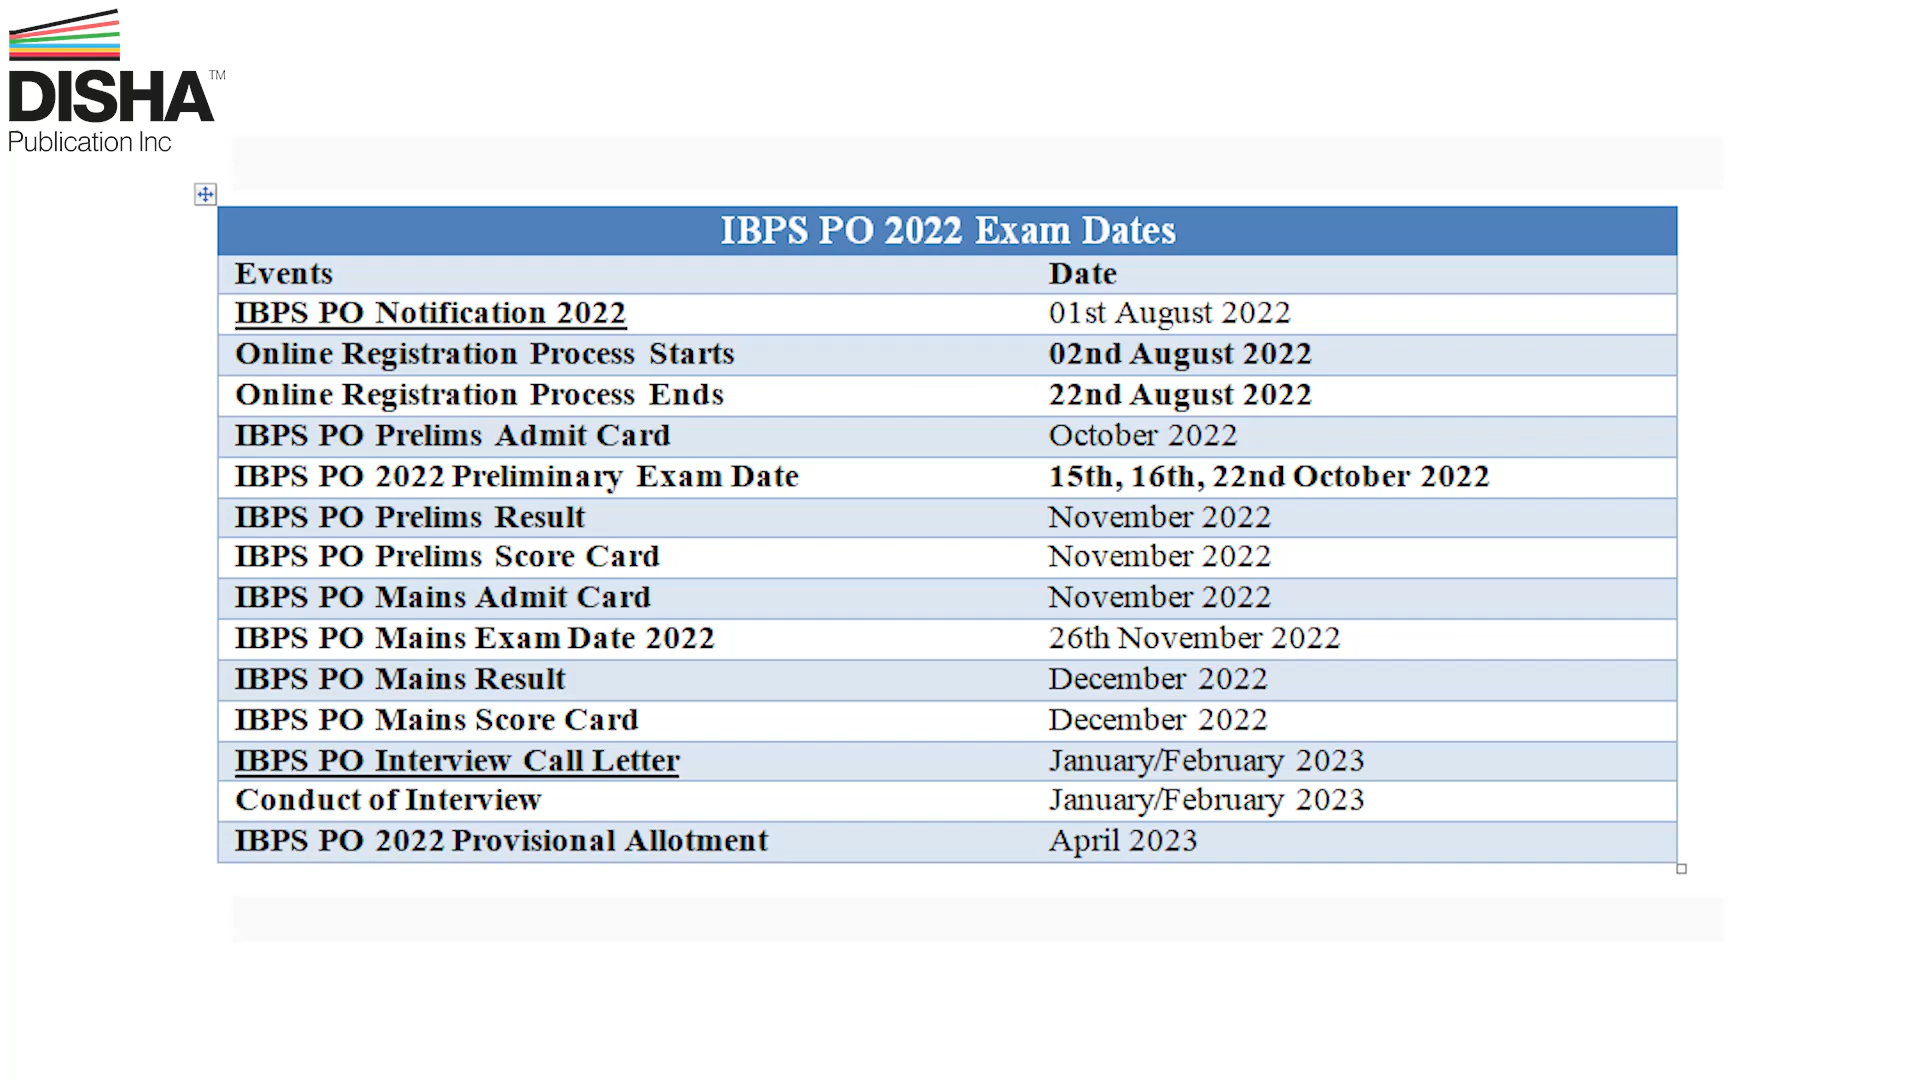 DISHA™
Publication Inc
IBPS PO 2022 Exam Dates
Events Date
IBPS PO Notification 2022 01st August 2022
Online Registration Process Starts 02nd August 2022
Online Registration Process Ends 22nd August 2022
IBPS PO Prelims Admit Card October 2022
IBPS PO 2022 Preliminary Exam Date 15th, 16th, 22nd October 2022
IBPS PO Prelims Result November 2022
IBPS PO Prelims Score Card November 2022
IBPS PO Mains Admit Card November 2022
IBPS PO Mains Exam Date 2022 26th November 2022
IBPS PO Mains Result December 2022
IBPS PO Mains Score Card December 2022
IBPS PO Interview Call Letter January/February 2023
Conduct of Interview January/February 2023
IBPS PO 2022 Provisional Allotment April 2023